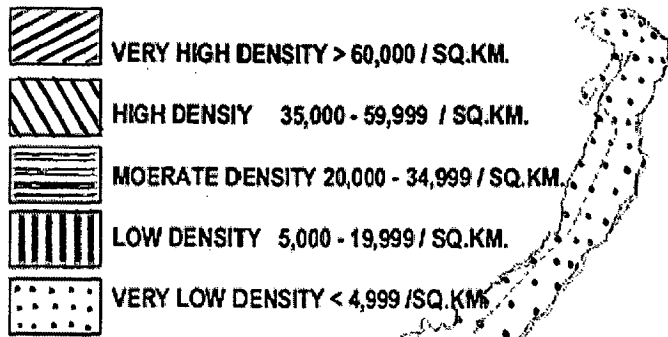 VERY HIGH DENSITY > 60,000 / SQ.KM.
HIGH DENSIY 35,000 - 59,999 / SQ.KM.
MOERATE DENSITY 20,000 - 34,999 / SQ.KM.
LOW DENSITY 5,000 - 19,999 / SQ.KM.
VERY LOW DENSITY < 4,999 /SQ.KM